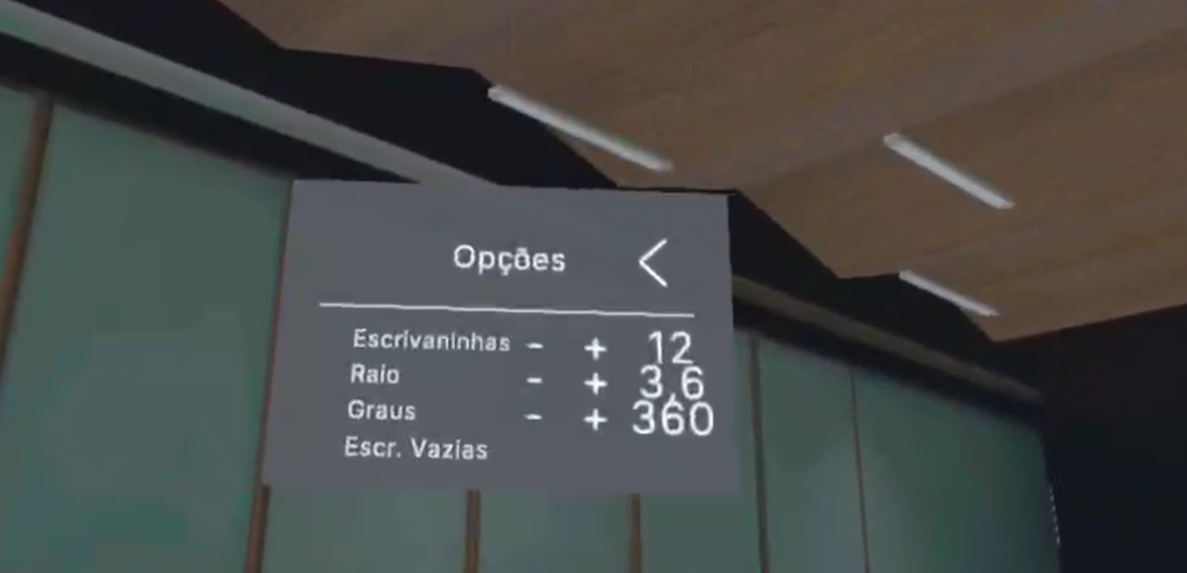 Opções <
Escrivaninhas - + 12
Raio - + 3,6
Graus - + 360
Escr. Vazias